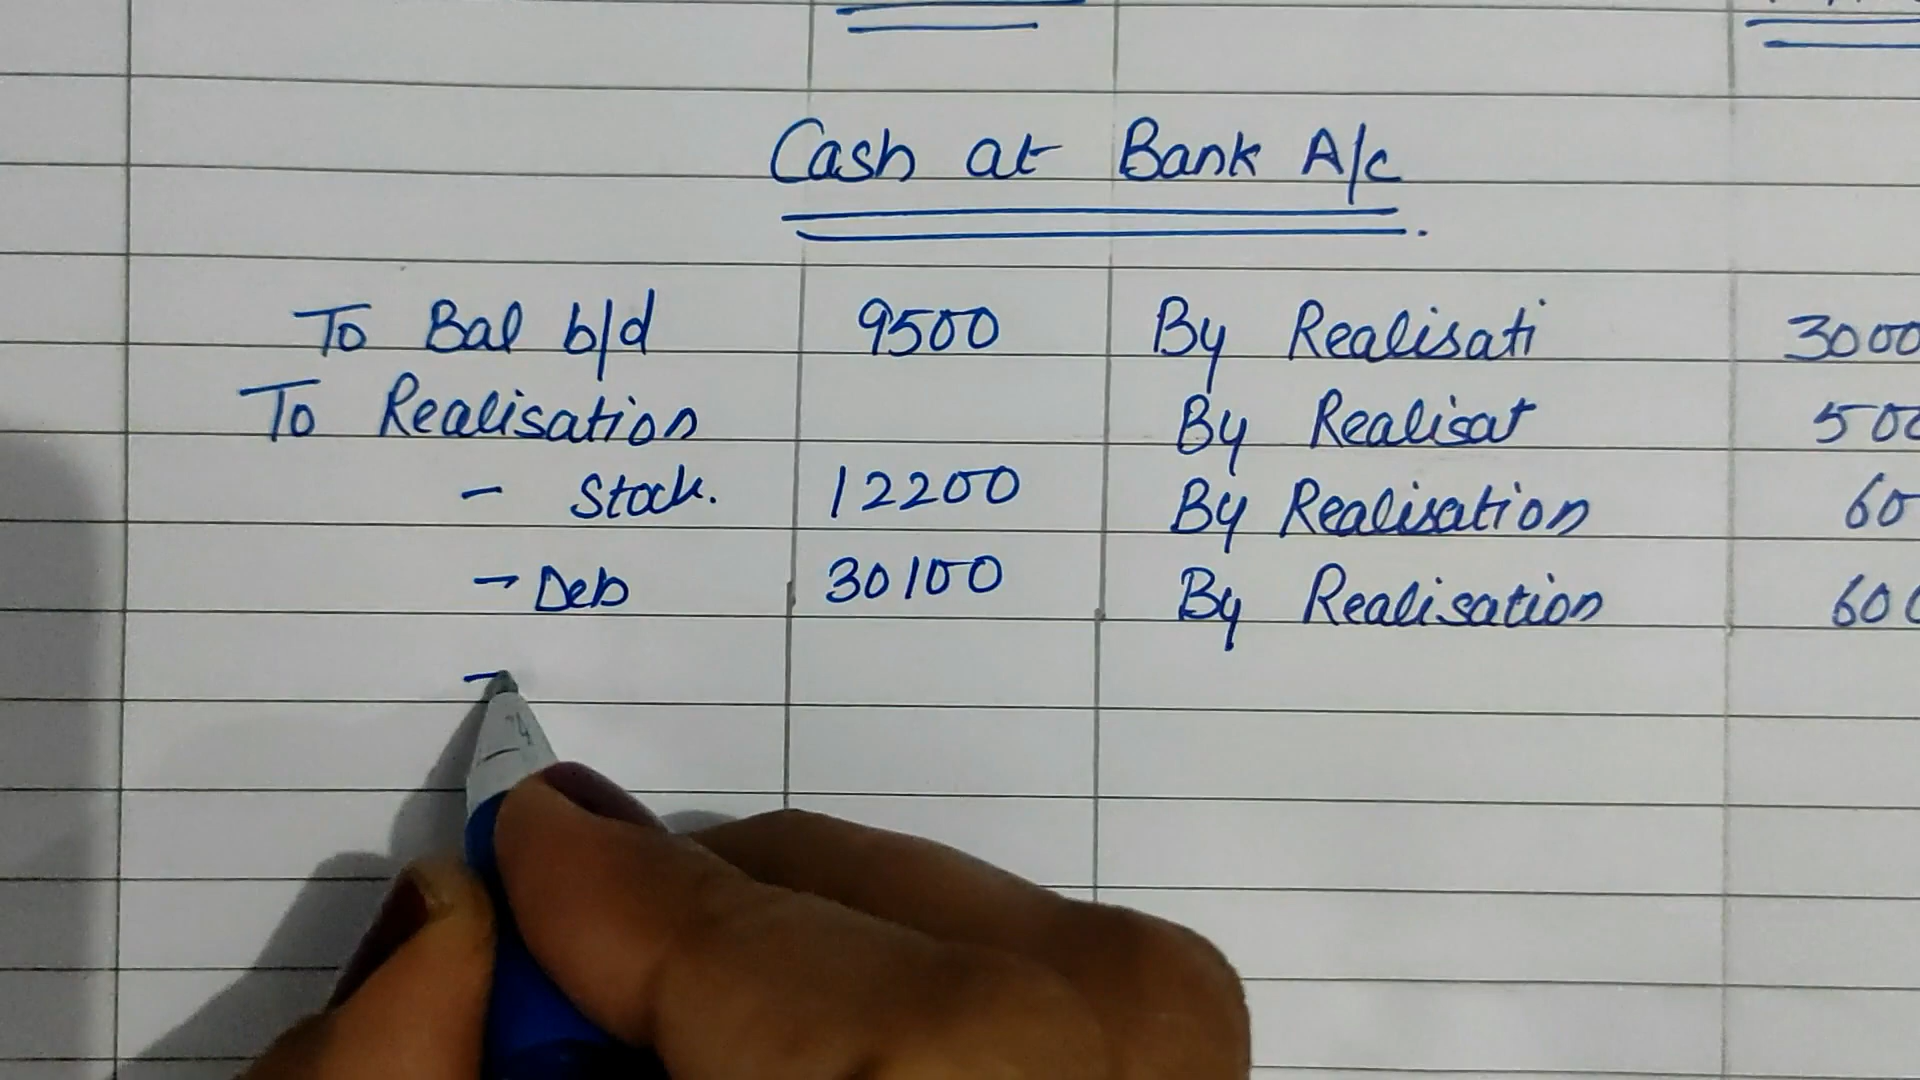 Cash at Bank A/c
To Bal b/d 9500 By Realisati
To Realisation By Realisat
- Stock. 12200 By Realisation
- Deb 30100 By Realisation
-